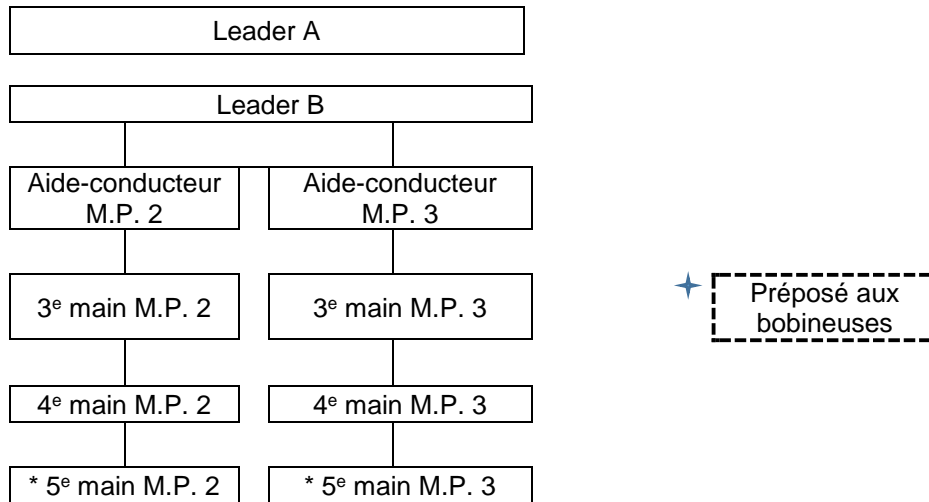 Leader A
Leader B
Aide-conducteur
M.P. 2
Aide-conducteur
M.P. 3
3e main M.P. 2
3e main M.P. 3
Préposé aux
bobineuses
4e main M.P. 2
4e main M.P. 3
* 5e main M.P. 2
* 5e main M.P. 3